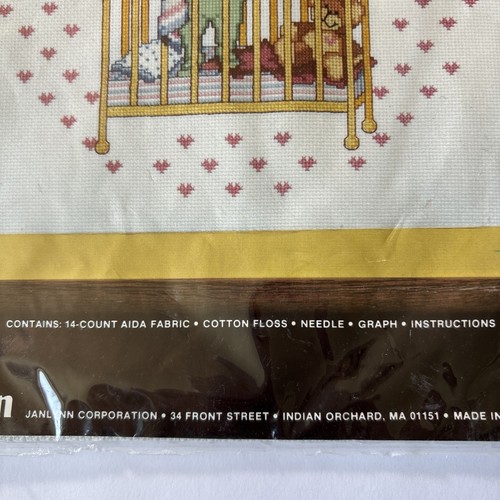 CONTAINS: 14-COUNT AIDA FABRIC • COTTON FLOSS • NEEDLE • GRAPH • INSTRUCTIONS
n JANLYNN CORPORATION • 34 FRONT STREET • INDIAN ORCHARD, MA 01151 • MADE IN